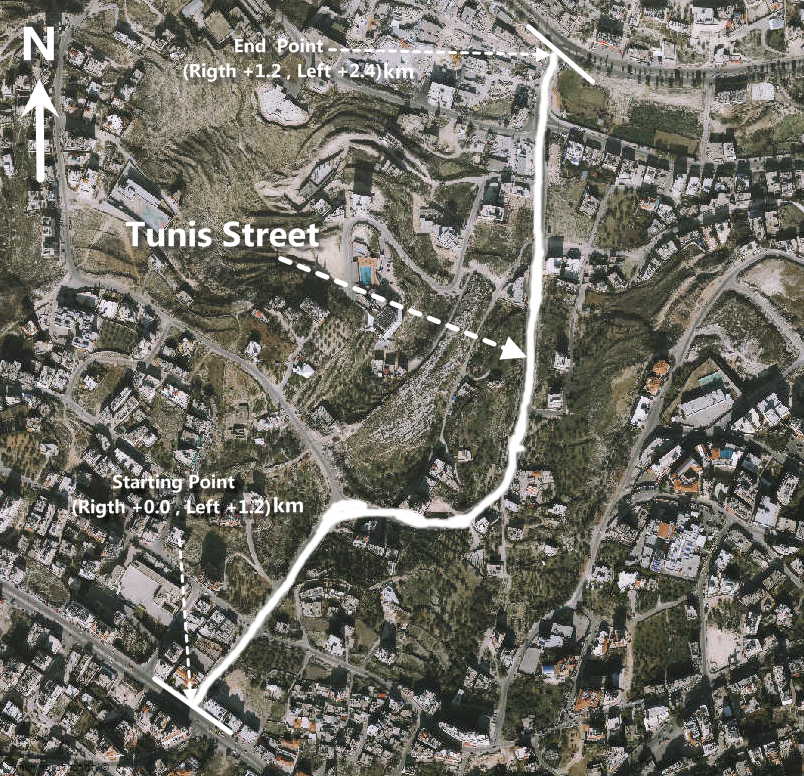 N
End Point
(Rigth +1.2 , Left +2.4)km
Tunis Street
Starting Point
(Rigth +0.0 , Left +1.2)km